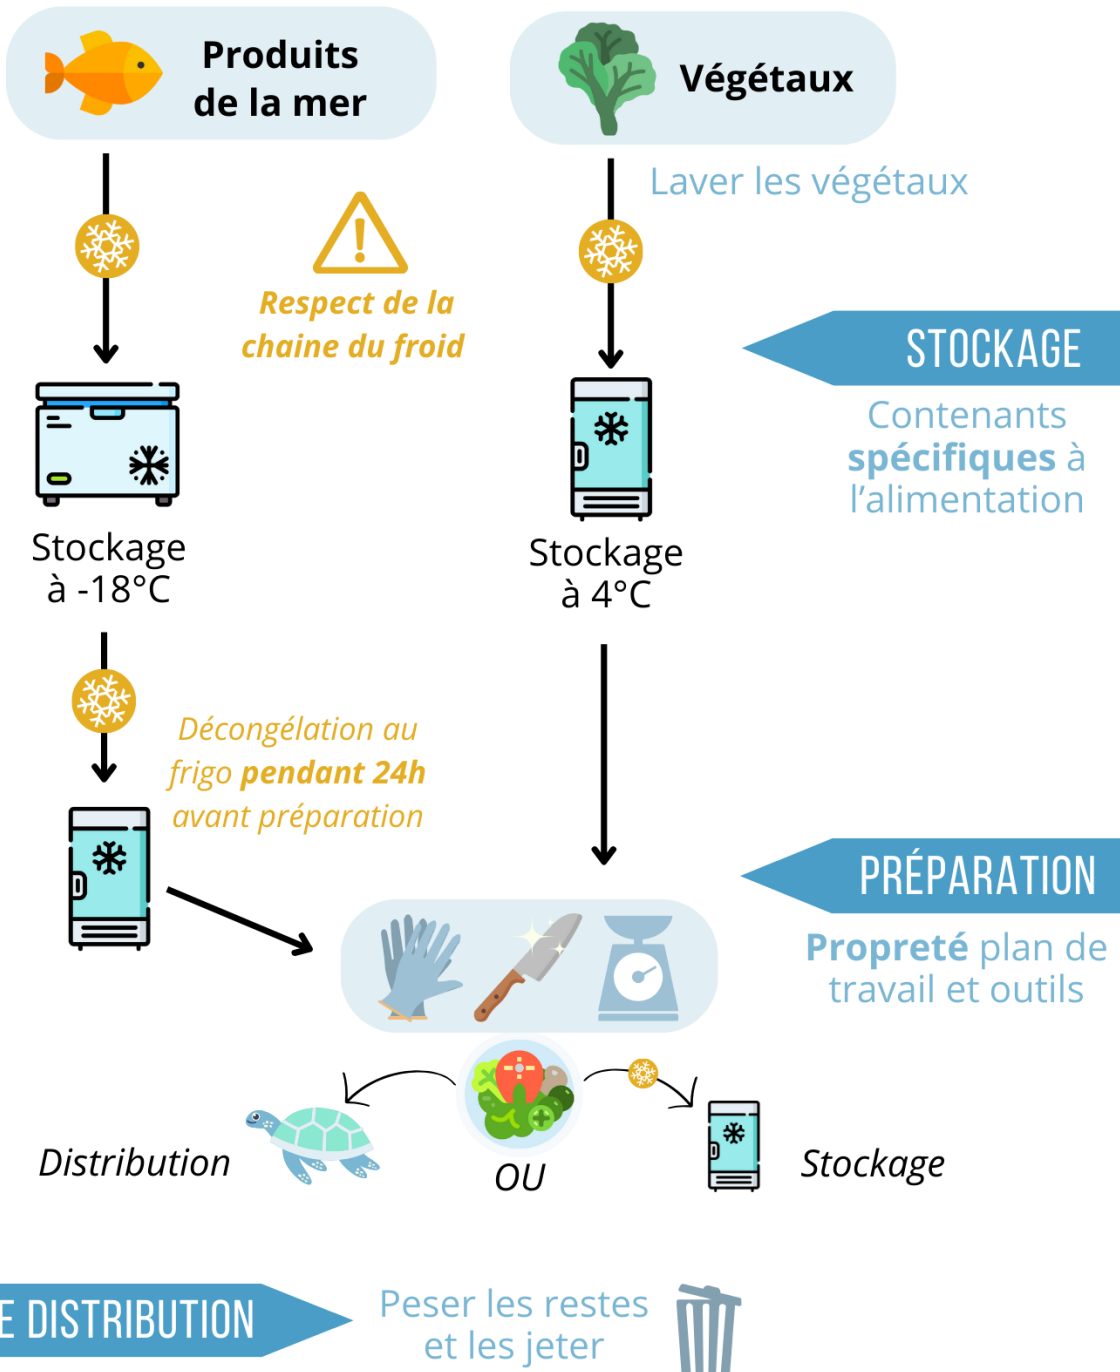 Produits
de la mer
Végétaux
Laver les végétaux
Respect de la
chaine du froid
STOCKAGE
Contenants
spécifiques à
l'alimentation
Stockage
à -18°C
Stockage
à 4°C
Décongélation au
frigo pendant 24h
avant préparation
PRÉPARATION
Propreté plan de
travail et outils
Distribution
OU
Stockage
E DISTRIBUTION
Peser les restes
et les jeter